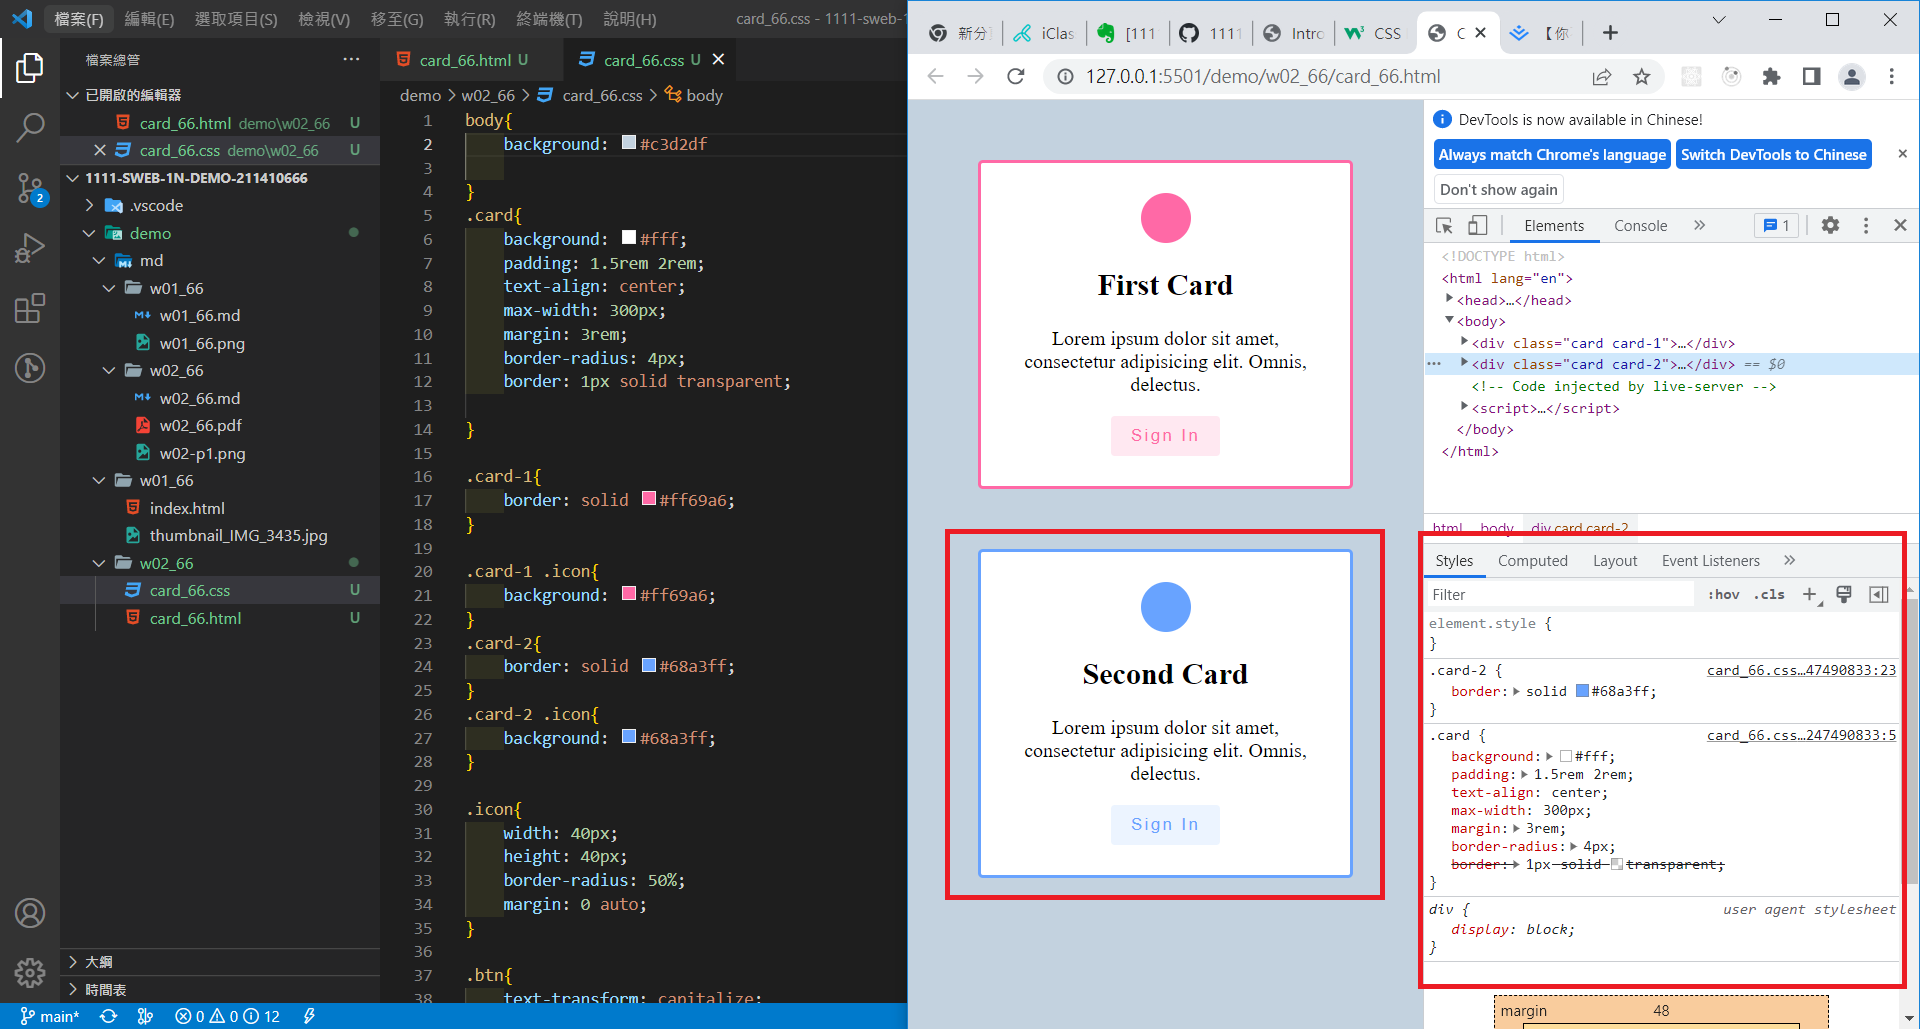 檔案(F) 編輯(E) 選取項目(S) 檢視(V) 移至(G) 執行(R) 終端機(T) 說明(H) card_66.css - 1111-sweb-1
檔案總管 ···
已開啟的編輯器
card_66.html demo\w02_66 U
card_66.css demo\w02_66 U
1111-SWEB-1N-DEMO-211410666
.vscode
demo
md
w01_66
w01_66.md
w01_66.png
w02_66
w02_66.md
w02_66.pdf
w02-p1.png
w01_66
index.html
thumbnail_IMG_3435.jpg
w02_66
card_66.css U
card_66.html U
大綱
時間表
2
main* 0 0 12
card_66.html U card_66.css U
demo > w02_66 > card_66.css > body
1 body{
2 background: #c3d2df
3
4 }
5 .card{
6 background: #fff;
7 padding: 1.5rem 2rem;
8 text-align: center;
9 max-width: 300px;
10 margin: 3rem;
11 border-radius: 4px;
12 border: 1px solid transparent;
13
14 }
15
16 .card-1{
17 border: solid #ff69a6;
18 }
19
20 .card-1 .icon{
21 background: #ff69a6;
22 }
23 .card-2{
24 border: solid #68a3ff;
25 }
26 .card-2 .icon{
27 background: #68a3ff;
28 }
29
30 .icon{
31 width: 40px;
32 height: 40px;
33 border-radius: 50%;
34 margin: 0 auto;
35 }
36
37 .btn{
38 text-transform: capitalize;
新分 iClas [111 1111 Intro CSS C 【你
127.0.0.1:5501/demo/w02_66/card_66.html
First Card
Lorem ipsum dolor sit amet,
consectetur adipisicing elit. Omnis,
delectus.
Sign In
Second Card
Lorem ipsum dolor sit amet,
consectetur adipisicing elit. Omnis,
delectus.
Sign In
DevTools is now available in Chinese!
Always match Chrome's language Switch DevTools to Chinese
Don't show again
Elements Console » 1
<!DOCTYPE html>
<html lang="en">
<head>…</head>
<body>
<div class="card card-1">…</div>
<div class="card card-2">…</div> == $0
<!-- Code injected by live-server -->
<script>…</script>
</body>
</html>
html body div.card.card-2
Styles Computed Layout Event Listeners »
Filter :hov .cls +
element.style {
}
.card-2 { card_66.css…47490833:23
border: solid #68a3ff;
}
.card { card_66.css…247490833:5
background: #fff;
padding: 1.5rem 2rem;
text-align: center;
max-width: 300px;
margin: 3rem;
border-radius: 4px;
border: 1px solid transparent;
}
div { user agent stylesheet
display: block;
}
margin 48